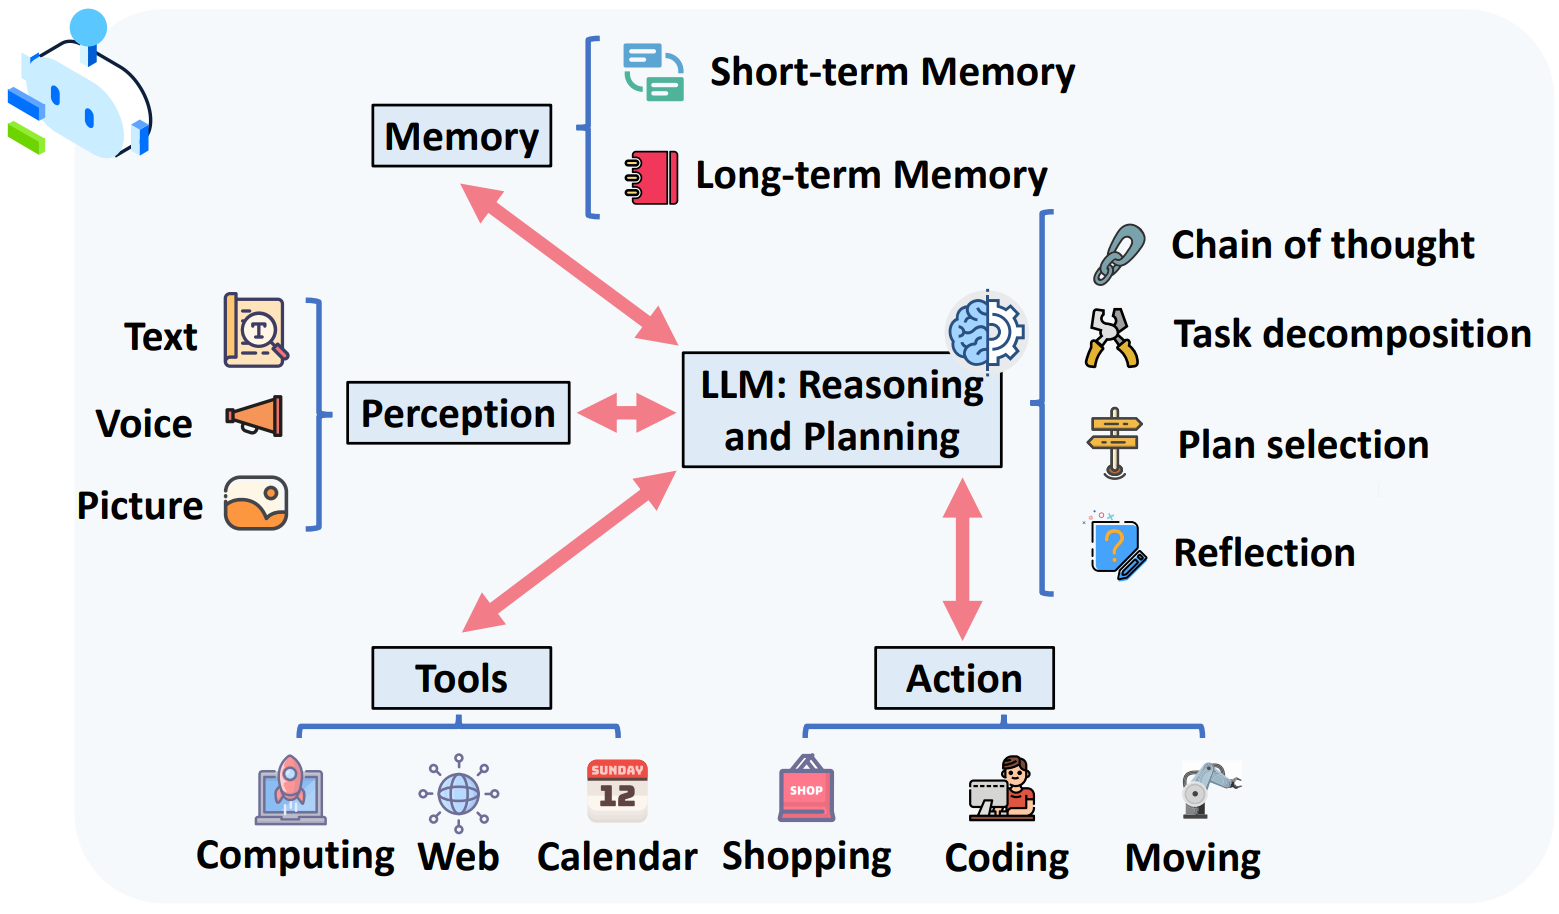 Short-term Memory
Memory
Long-term Memory
Chain of thought
Text
T
Task decomposition
LLM: Reasoning
and Planning
Perception
Voice
Plan selection
Picture
?
Reflection
Tools
Action
SUNDAY
12
SHOP
Computing
Web
Calendar
Shopping
Coding
Moving